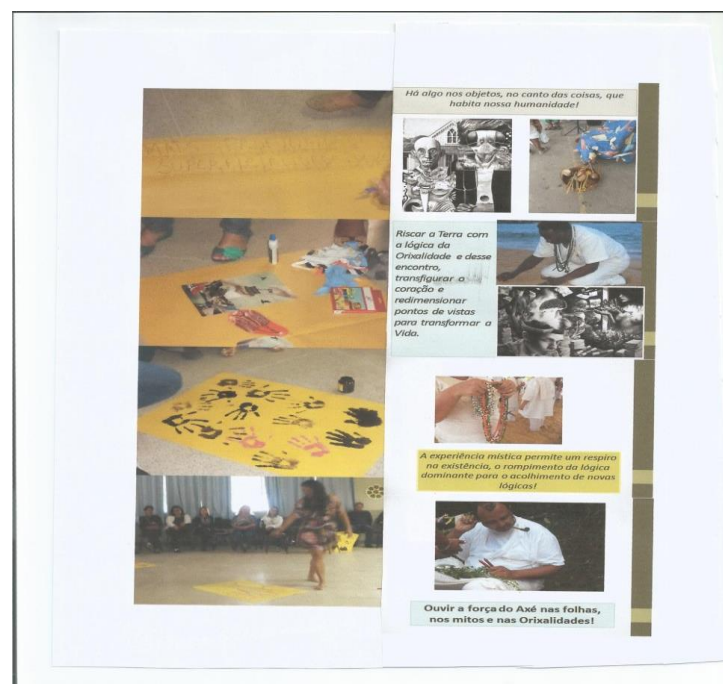 Há algo nos objetos, no canto das coisas, que
habita nossa humanidade!
Riscar a Terra com
a lógica da
Orixalidade e desse
encontro,
transfigurar o
coração e
redimensionar
pontos de vistas
para transformar a
Vida.
A experiência mística permite um respiro
na existência, o rompimento da lógica
dominante para o acolhimento de novas
lógicas!
Ouvir a força do Axé nas folhas,
nos mitos e nas Orixalidades!